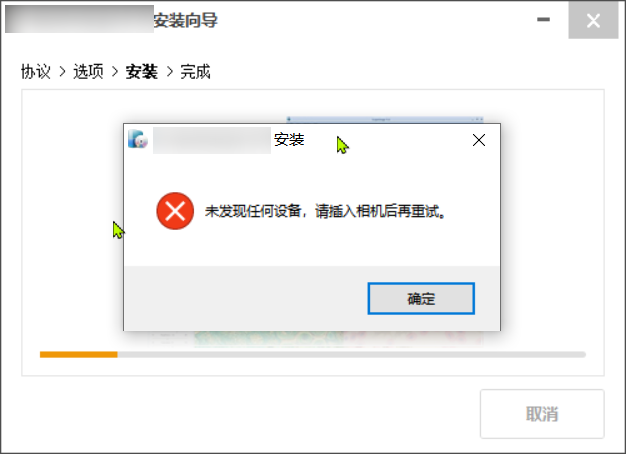 安装向导
协议 > 选项 > 安装 > 完成
安装
未发现任何设备，请插入相机后再重试。
确定
取消